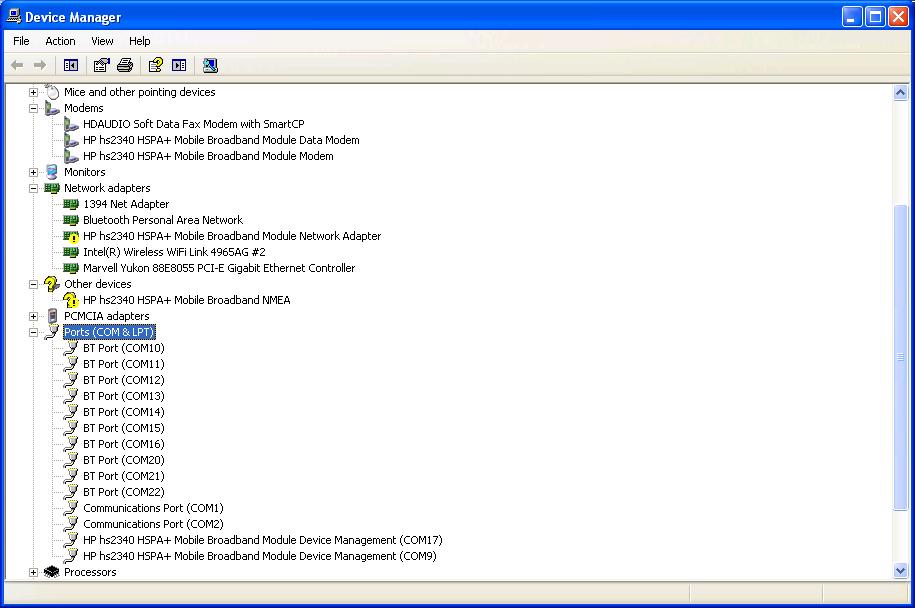 Device Manager
File Action View Help
Mice and other pointing devices
Modems
HDAUDIO Soft Data Fax Modem with SmartCP
HP hs2340 HSPA+ Mobile Broadband Module Data Modem
HP hs2340 HSPA+ Mobile Broadband Module Modem
Monitors
Network adapters
1394 Net Adapter
Bluetooth Personal Area Network
HP hs2340 HSPA+ Mobile Broadband Module Network Adapter
Intel(R) Wireless WiFi Link 4965AG #2
Marvell Yukon 88E8055 PCI-E Gigabit Ethernet Controller
Other devices
HP hs2340 HSPA+ Mobile Broadband NMEA
PCMCIA adapters
Ports (COM & LPT)
BT Port (COM10)
BT Port (COM11)
BT Port (COM12)
BT Port (COM13)
BT Port (COM14)
BT Port (COM15)
BT Port (COM16)
BT Port (COM20)
BT Port (COM21)
BT Port (COM22)
Communications Port (COM1)
Communications Port (COM2)
HP hs2340 HSPA+ Mobile Broadband Module Device Management (COM17)
HP hs2340 HSPA+ Mobile Broadband Module Device Management (COM9)
Processors